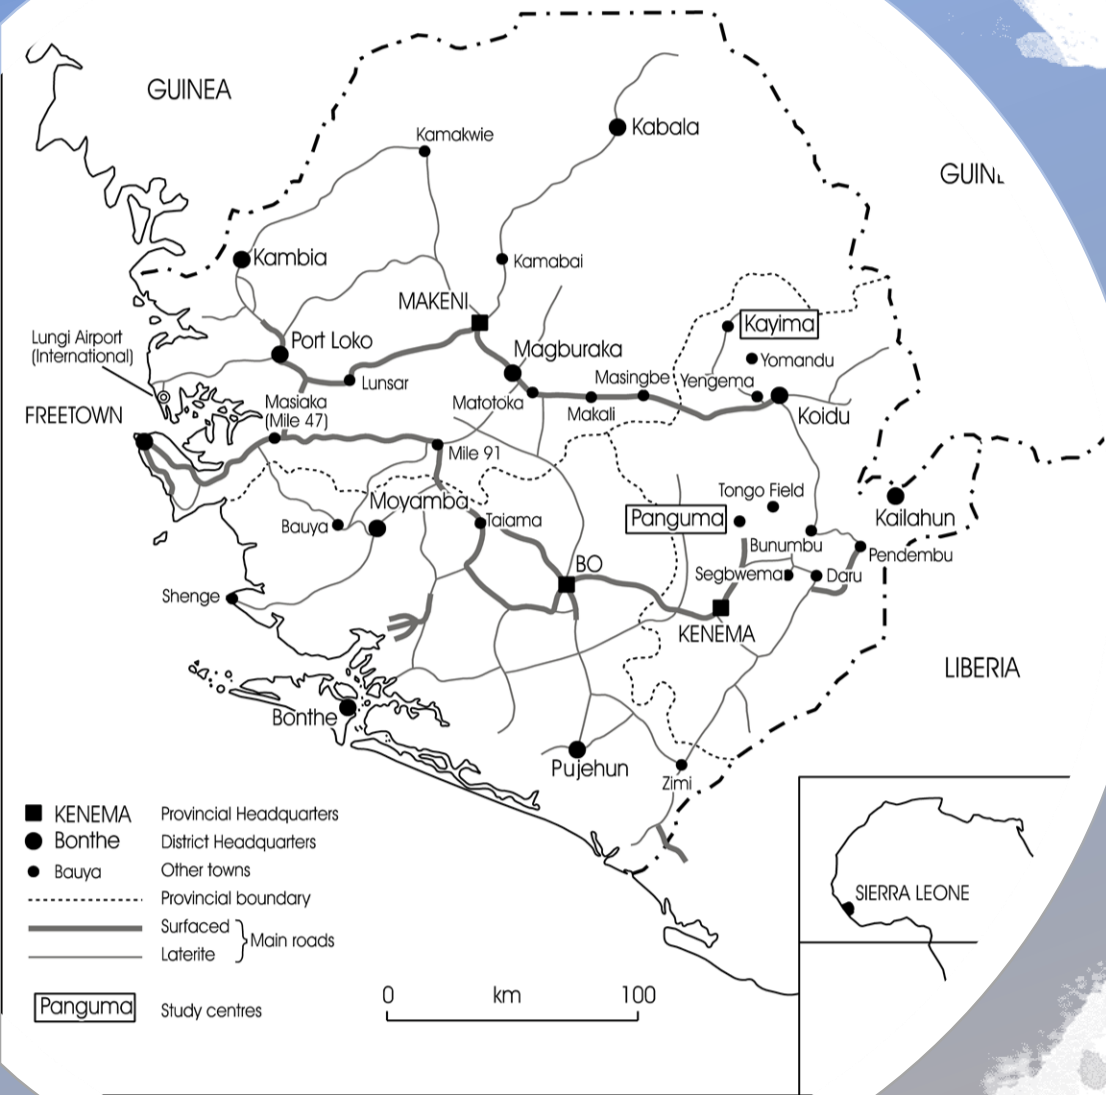 GUINEA
Kamakwie
Kabala
GUIN
Kambia
Kamabai
MAKENI
Kayima
Lungi Airport
(International)
Port Loko
Magburaka
Yomandu
Lunsar
Masingbe
Yengema
Masiaka
(Mile 47)
Matotoka
Makali
Koidu
FREETOWN
Mile 91
Moyamba
Tongo Field
Kailahun
Bauya
Taiama
Panguma
Bunumbu
Pendembu
BO
Segbwema
Daru
Shenge
KENEMA
LIBERIA
Bonthe
Pujehun
Zimi
KENEMA Provincial Headquarters
Bonthe District Headquarters
Bauya Other towns
Provincial boundary
Surfaced
Main roads
Laterite
Panguma Study centres
0 km 100
SIERRA LEONE